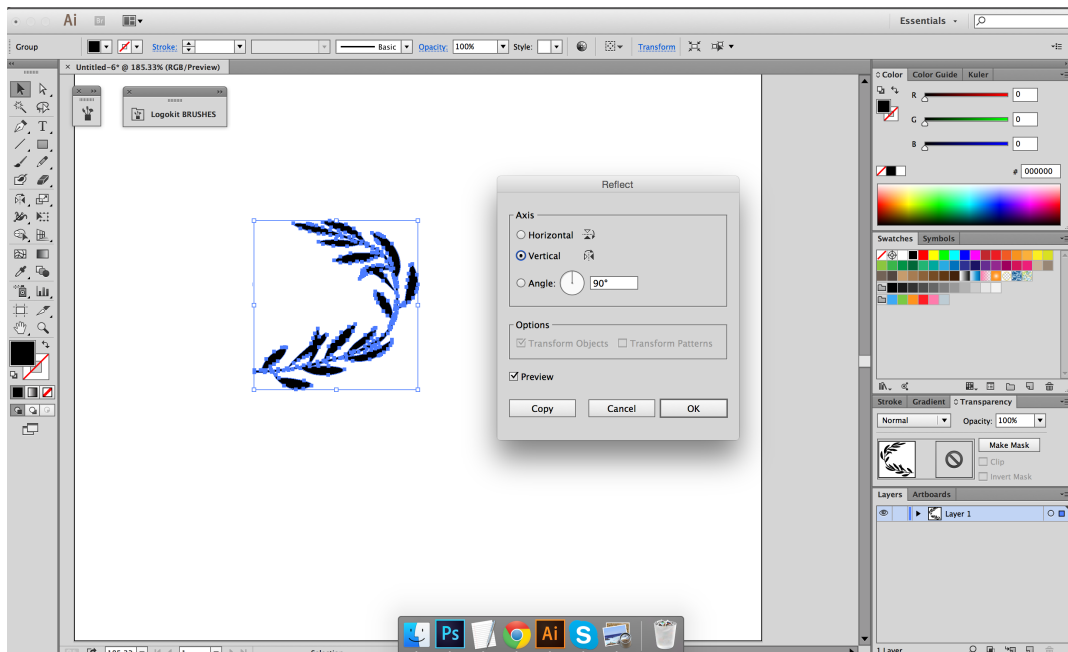 Ai Br Essentials
Group Stroke: Basic Opacity: 100% Style: Transform
× Untitled-6* @ 185.33% (RGB/Preview)
Logokit BRUSHES
T
Reflect
Axis
Horizontal
Vertical
Angle: 90°
Options
Transform Objects Transform Patterns
Preview
Copy Cancel OK
Color Color Guide Kuler
R 0
G 0
B 0
# 000000
Swatches Symbols
Stroke Gradient Transparency
Normal Opacity: 100%
Make Mask
Clip
Invert Mask
Layers Artboards
Layer 1
Ps Ai S
1 Layer